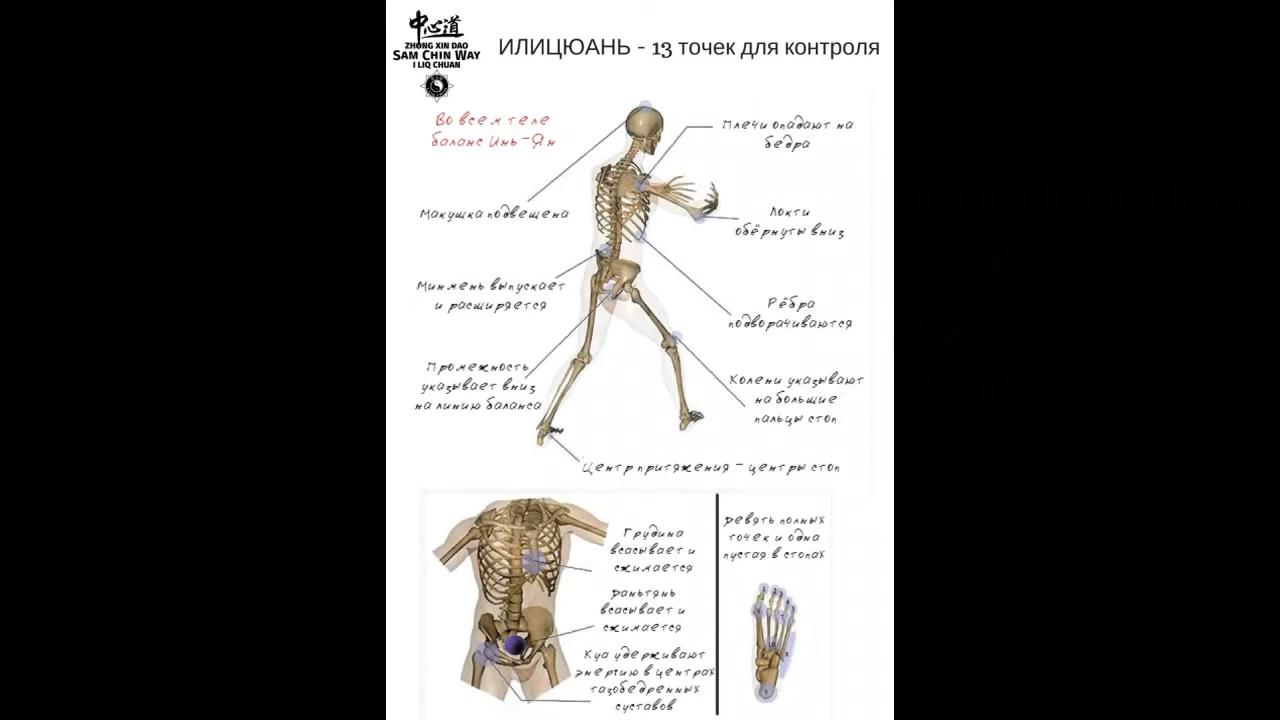 中心道
ZHONG XIN DAO
SAM CHIN WAY
I LIQ CHUAN
ИЛИЦЮАНЬ - 13 точек для контроля
Во всем теле
баланс Инь-Ян
Плечи опадают на
бедра
Макушка подвешена
Локти
обёрнуты вниз
Минмень выпускает
и расширяется
Рёбра
подворачиваются
Промежность
указывает вниз
на линию баланса
Колени указывают
на большие
пальцы стоп
Центр притяжения - центры стоп
Грудина
всасывает и
сжимается
Даньтянь
всасывает и
сжимается
Куа удерживают
энергию в центрах
тазобедренных
суставов
Девять полных
точек и одна
пустая в стопах